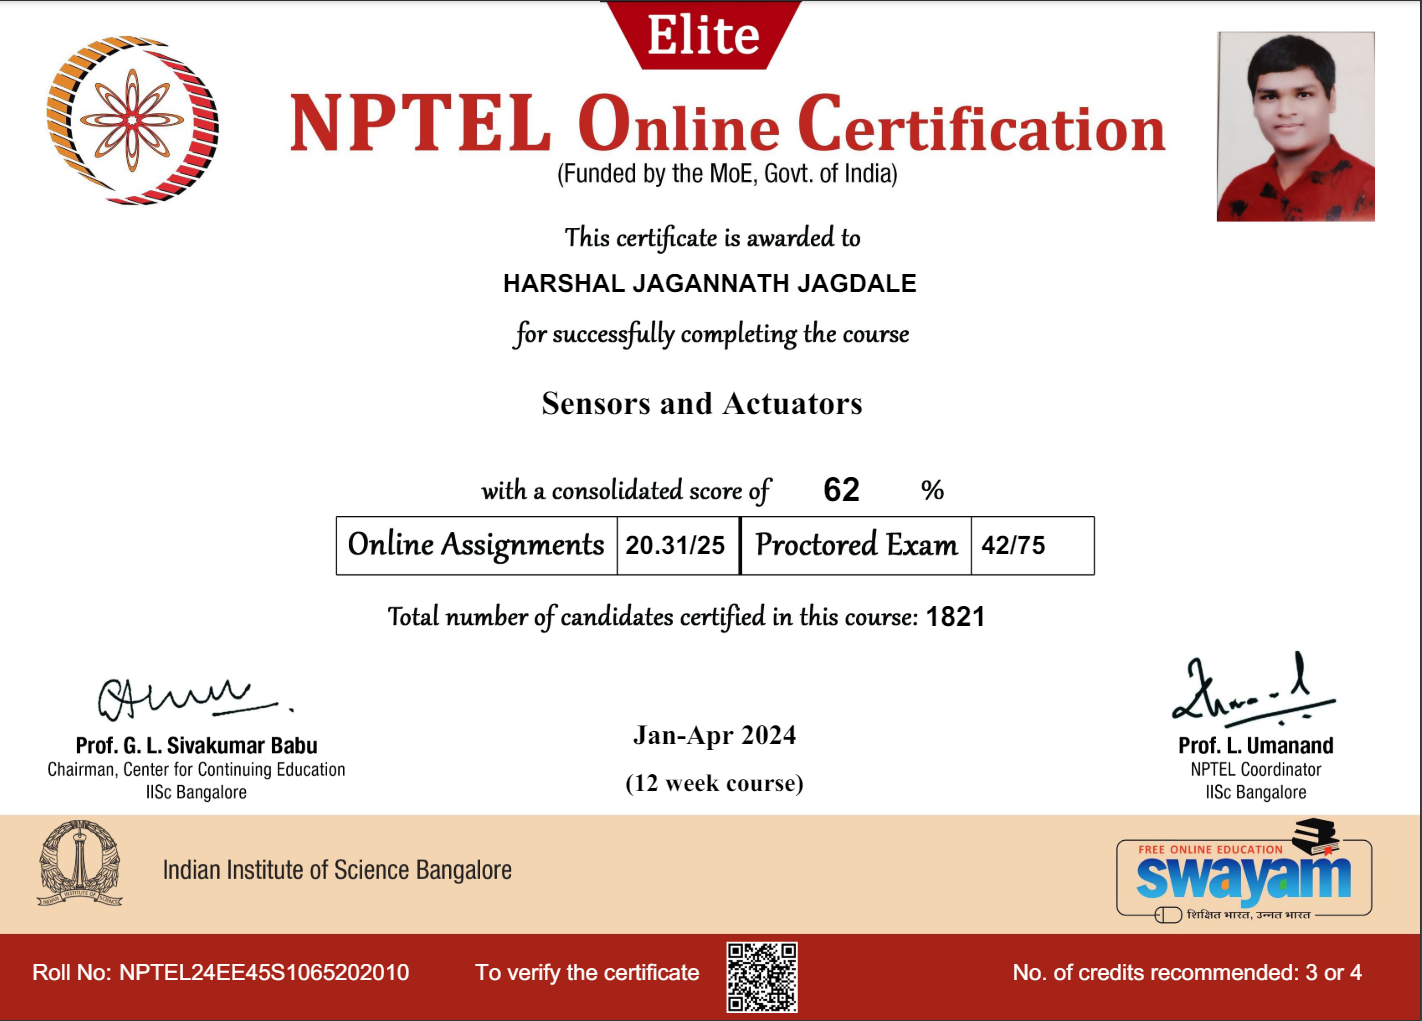 Elite
NPTEL Online Certification
(Funded by the MoE, Govt. of India)
This certificate is awarded to
HARSHAL JAGANNATH JAGDALE
for successfully completing the course
Sensors and Actuators
with a consolidated score of 62 %
Online Assignments 20.31/25 Proctored Exam 42/75
Total number of candidates certified in this course: 1821
Prof. G. L. Sivakumar Babu
Chairman, Center for Continuing Education
IISc Bangalore
Jan-Apr 2024
(12 week course)
Prof. L. Umanand
NPTEL Coordinator
IISc Bangalore
INDIAN INSTITUTE OF SCIENCE
Indian Institute of Science Bangalore
FREE ONLINE EDUCATION
swayam
शिक्षित भारत, उन्नत भारत
Roll No: NPTEL24EE45S1065202010
To verify the certificate
No. of credits recommended: 3 or 4